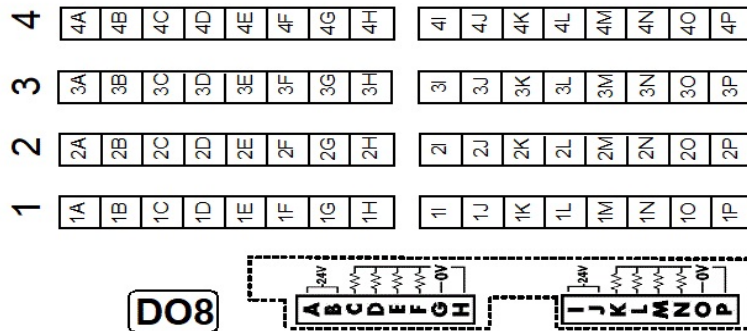 4 4A 4B 4C 4D 4E 4F 4G 4H 4I 4J 4K 4L 4M 4N 4O 4P
3 3A 3B 3C 3D 3E 3F 3G 3H 3I 3J 3K 3L 3M 3N 3O 3P
2 2A 2B 2C 2D 2E 2F 2G 2H 2I 2J 2K 2L 2M 2N 2O 2P
1 1A 1B 1C 1D 1E 1F 1G 1H 1I 1J 1K 1L 1M 1N 1O 1P
-24V -0V -24V -0V
A B C D E F G H I J K L M N O P
DO8